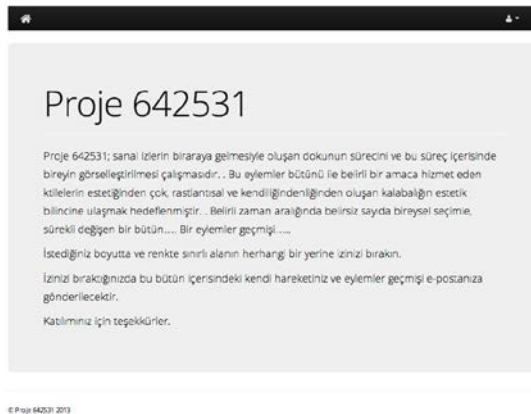 Proje 642531
Proje 642531; sanal izlerin biraraya gelmesiyle oluşan dokunun sürecini ve bu süreç içerisinde
bireyin görselleştirilmesi çalışmasıdır. . Bu eylemler bütünü ile belirli bir amaca hizmet eden
ktilelerin estetiğinden çok, rastlantısal ve kendiliğindenliğinden oluşan kalabalığın estetik
bilincine ulaşmak hedeflenmiştir. . Belirli zaman aralığında belirsiz sayıda bireysel seçimle,
sürekli değişen bir bütün.... Bir eylemler geçmişi.....
İstediğiniz boyutta ve renkte sınırlı alanın herhangi bir yerine izinizi bırakın.
İzinizi bıraktığınızda bu bütün içerisindeki kendi hareketiniz ve eylemler geçmişi e-postanıza
gönderilecektir.
Katılımınız için teşekkürler.
© Proje 642531 2013